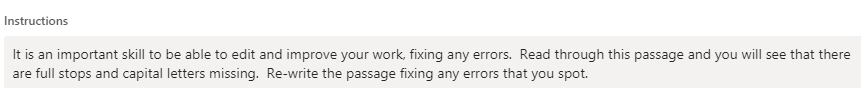 Instructions
It is an important skill to be able to edit and improve your work, fixing any errors.  Read through this passage and you will see that there
are full stops and capital letters missing.  Re-write the passage fixing any errors that you spot.